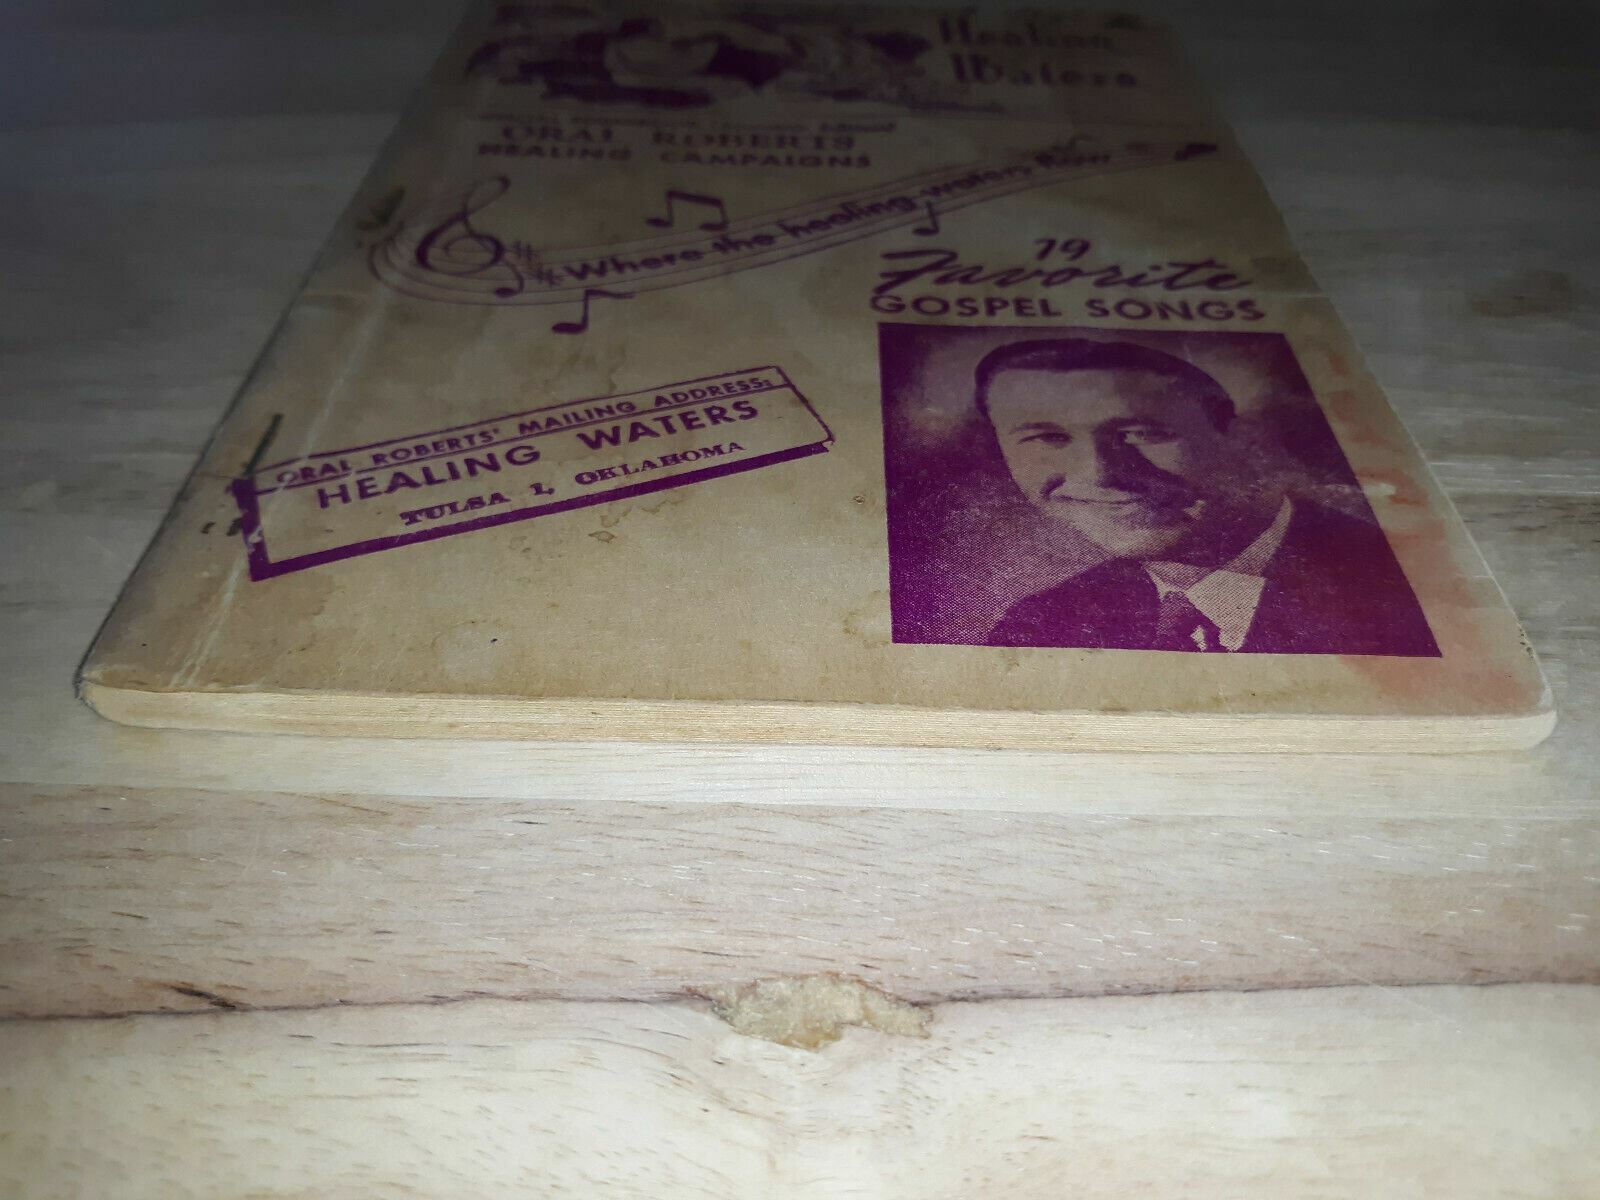 Healing
Waters
ORAL ROBERTS
HEALING CAMPAIGNS
Where the healing waters flow
79
Favorite
GOSPEL SONGS
ORAL ROBERTS' MAILING ADDRESS:
HEALING WATERS
TULSA 1, OKLAHOMA